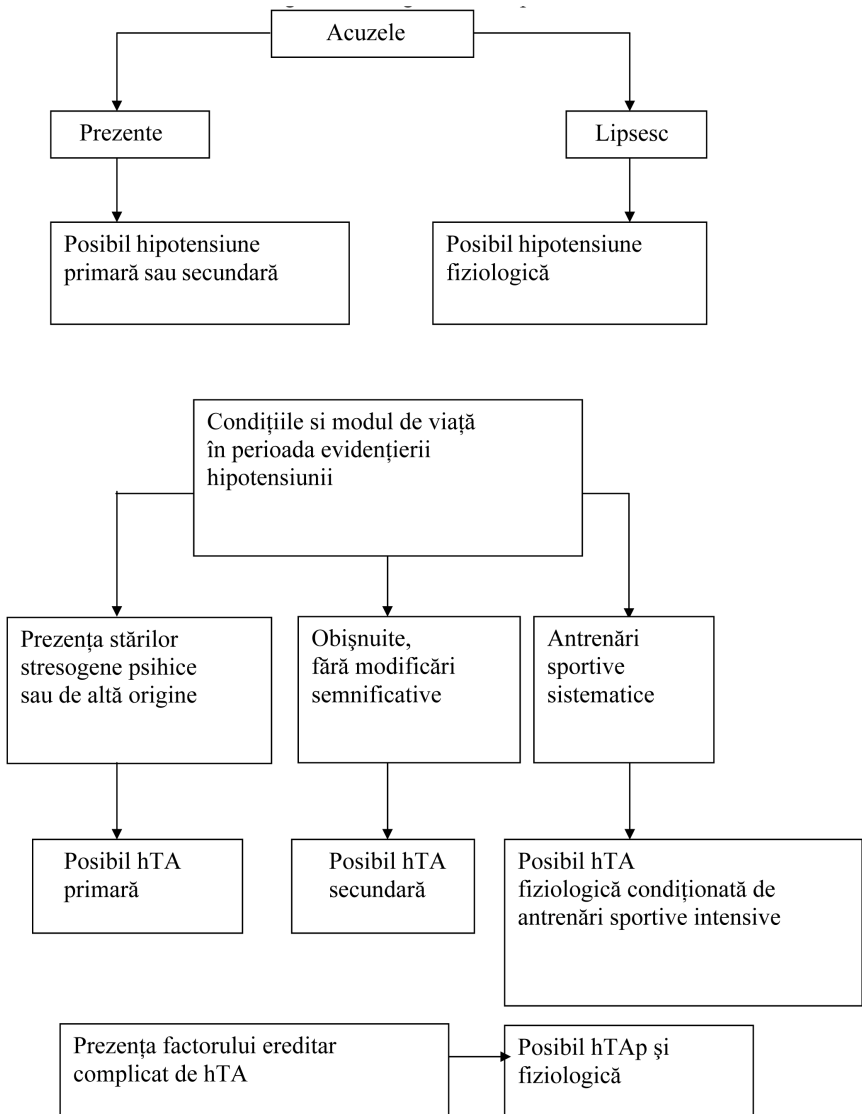 Acuzele
Prezente
Lipsesc
Posibil hipotensiune
primară sau secundară
Posibil hipotensiune
fiziologică
Condițiile si modul de viață
în perioada evidențierii
hipotensiunii
Prezența stărilor
stresogene psihice
sau de altă origine
Obişnuite,
fără modificări
semnificative
Antrenări
sportive
sistematice
Posibil hTA
primară
Posibil hTA
secundară
Posibil hTA
fiziologică condiționată de
antrenări sportive intensive
Prezența factorului ereditar
complicat de hTA
Posibil hTAp şi
fiziologică